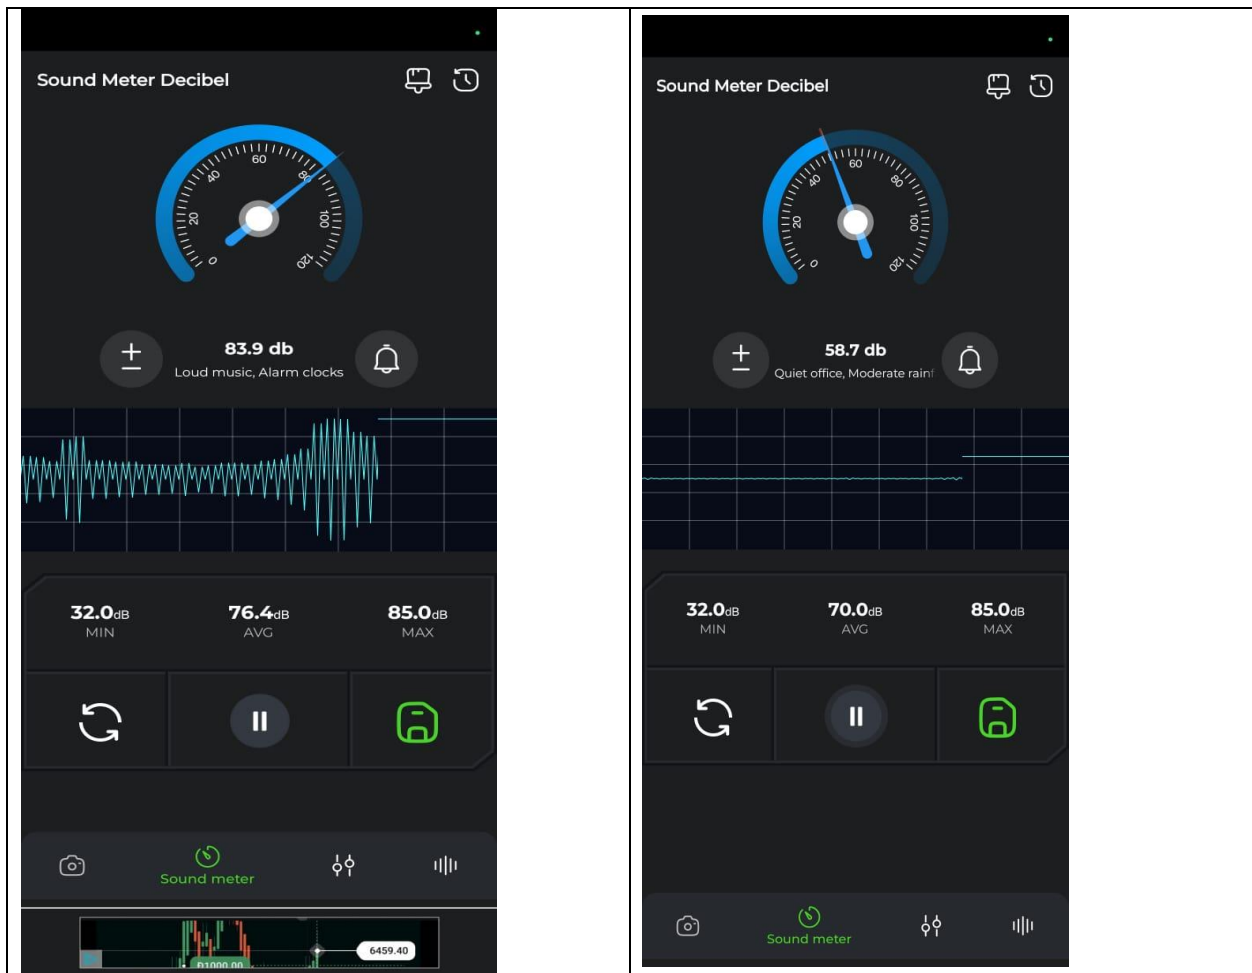 Sound Meter Decibel
0
20
40
60
80
100
120
83.9 db
Loud music, Alarm clocks
32.0dB
MIN
76.4dB
AVG
85.0dB
MAX
Sound meter
6459.40
D1000.00
Sound Meter Decibel
0
20
40
60
80
100
120
58.7 db
Quiet office, Moderate rainf
32.0dB
MIN
70.0dB
AVG
85.0dB
MAX
Sound meter